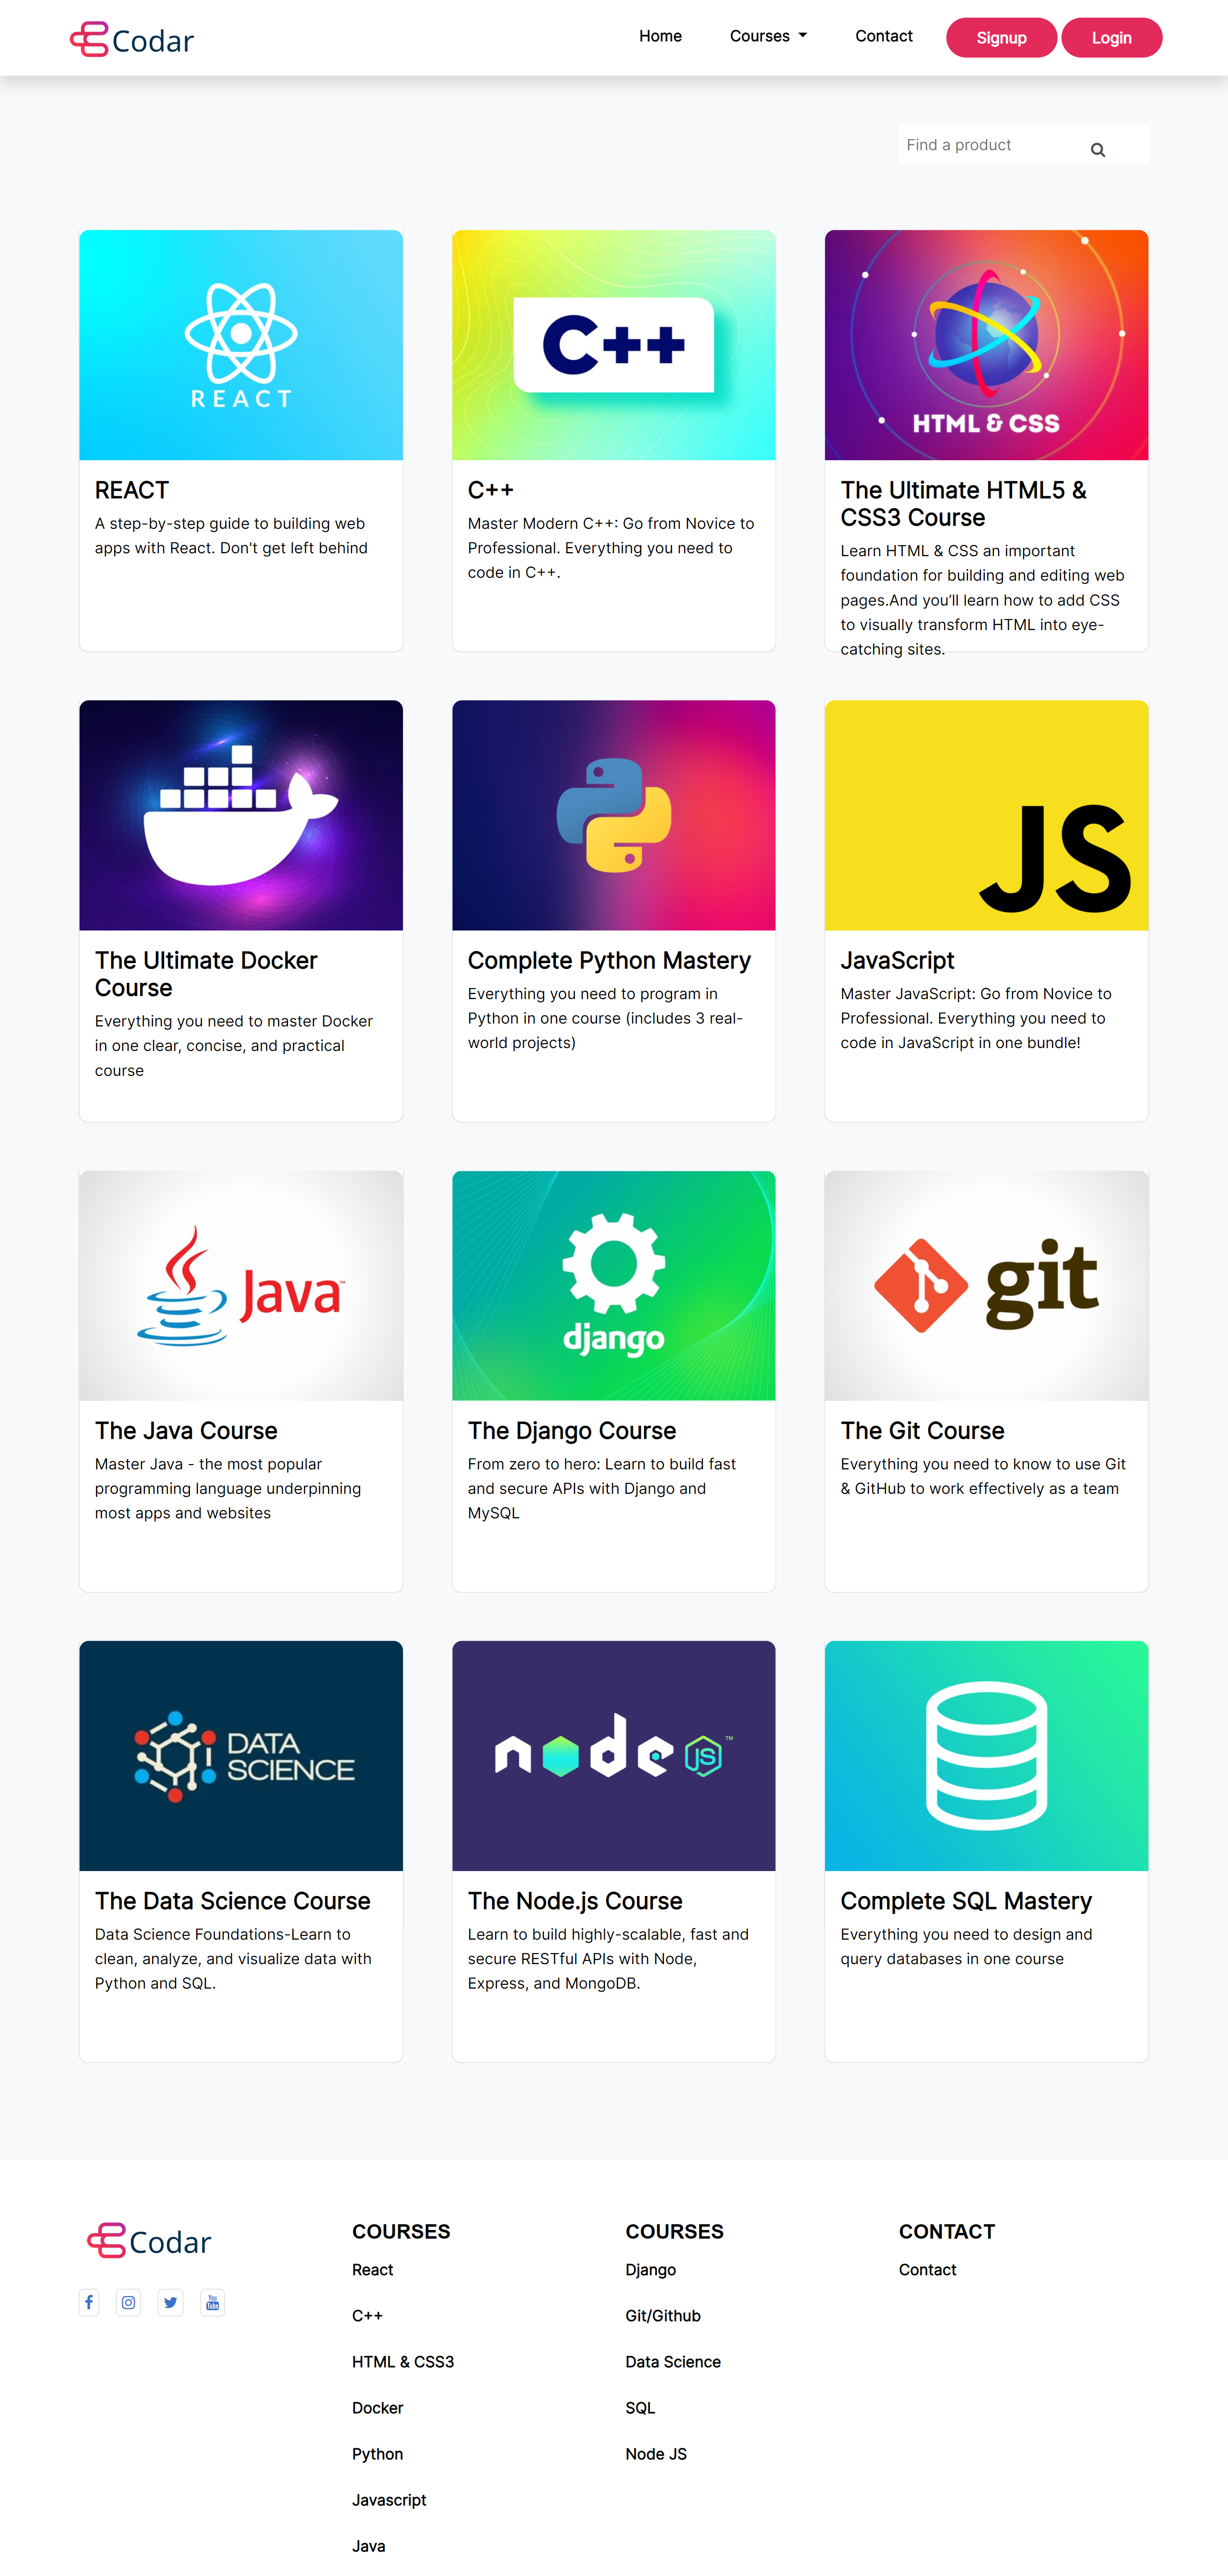 Codar
Home Courses Contact Signup Login
Find a product
REACT
C++
HTML & CSS
REACT
A step-by-step guide to building web
apps with React. Don't get left behind
C++
Master Modern C++: Go from Novice to
Professional. Everything you need to
code in C++.
The Ultimate HTML5 &
CSS3 Course
Learn HTML & CSS an important
foundation for building and editing web
pages.And you’ll learn how to add CSS
to visually transform HTML into eye-
catching sites.
JS
The Ultimate Docker
Course
Everything you need to master Docker
in one clear, concise, and practical
course
Complete Python Mastery
Everything you need to program in
Python in one course (includes 3 real-
world projects)
JavaScript
Master JavaScript: Go from Novice to
Professional. Everything you need to
code in JavaScript in one bundle!
Java™
django
git
The Java Course
Master Java - the most popular
programming language underpinning
most apps and websites
The Django Course
From zero to hero: Learn to build fast
and secure APIs with Django and
MySQL
The Git Course
Everything you need to know to use Git
& GitHub to work effectively as a team
DATA
SCIENCE
node JS™
The Data Science Course
Data Science Foundations-Learn to
clean, analyze, and visualize data with
Python and SQL.
The Node.js Course
Learn to build highly-scalable, fast and
secure RESTful APIs with Node,
Express, and MongoDB.
Complete SQL Mastery
Everything you need to design and
query databases in one course
Codar
You
Tube
COURSES
React
C++
HTML & CSS3
Docker
Python
Javascript
Java
COURSES
Django
Git/Github
Data Science
SQL
Node JS
CONTACT
Contact